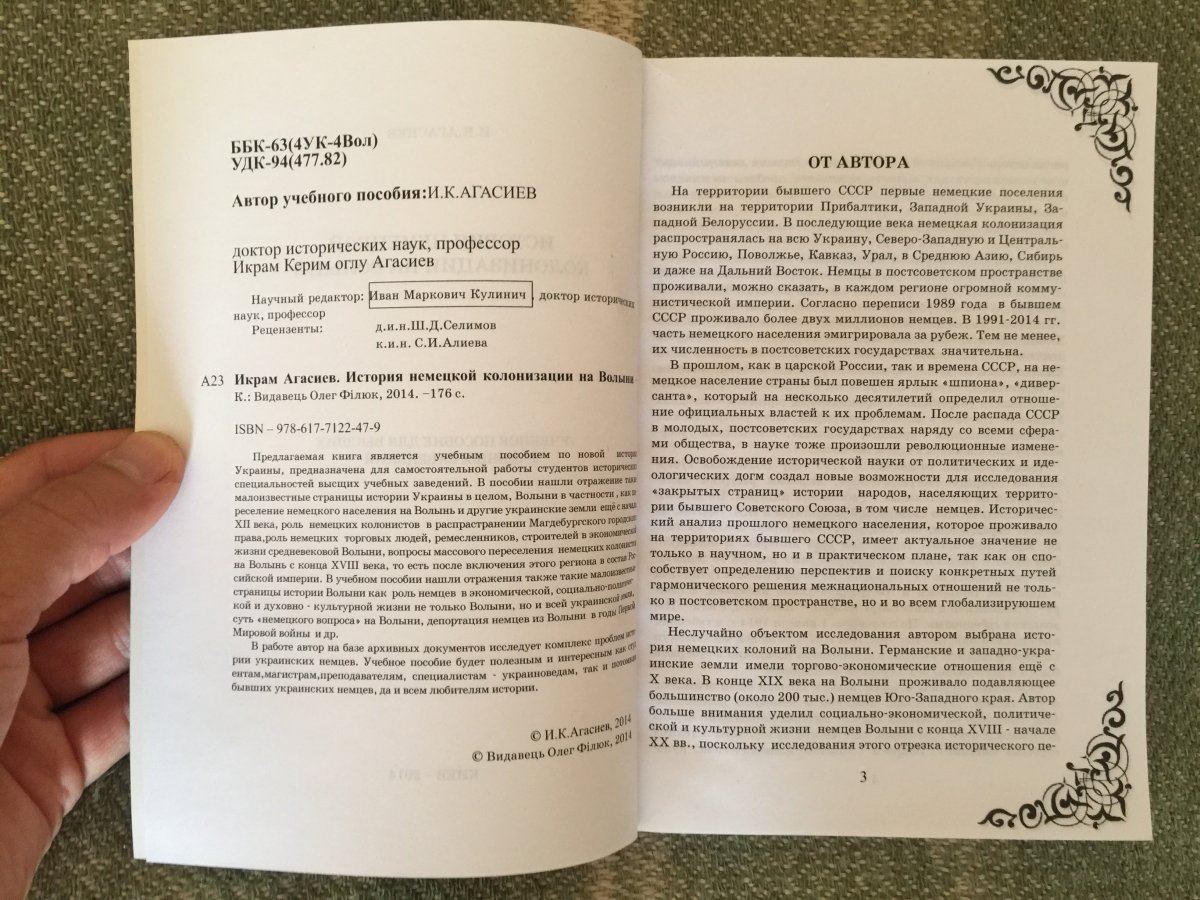 ББК-63(4УК-4Вол)
УДК-94(477.82)
Автор учебного пособия:И.К.АГАСИЕВ
доктор исторических наук, профессор
Икрам Керим оглу Агасиев
Научный редактор: Иван Маркович Кулинич , доктор исторических
наук, профессор
Рецензенты: д.и.н.Ш.Д.Селимов
к.и.н. С.И.Алиева
А23 Икрам Агасиев. История немецкой колонизации на Волыни
К.: Видавець Олег Філюк, 2014. –176 с.
ISBN – 978-617-7122-47-9
Предлагаемая книга является учебным пособием по новой истори
Украины, предназначена для самостоятельной работы студентов исторически
специальностей высщих учебных заведений. В пособии нашли отражение такие
малоизвестные страницы истории Украины в целом, Волыни в частности , как пе
реселение немецкого населения на Волынь и другие украинские земли ещё с начала
XII века, роль немецких колонистов в распрастранении Магдебургского городского
права,роль немецких торговых людей, ремесленников, строителей в экономической
жизни средневековой Волыни, вопросы массового переселения немецких колонистов
на Волынь с конца XVIII века, то есть после включения этого региона в состав Рос-
сийской империи. В учебном пособии нашли отражения также такие малоизвестные
страницы истории Волыни как роль немцев в экономической, социально-политичес-
кой и духовно - культурной жизни не только Волыни, но и всей украинской земли,
суть «немецкого вопроса» на Волыни, депортация немцев из Волыни в годы Первой
Мировой войны и др.
В работе автор на базе архивных документов исследует комплекс проблем исто-
рии украинских немцев. Учебное пособие будет полезным и интересным как студ
ентам,магистрам,преподавателям, специалистам - украиноведам, так и потомкам
бывших украинских немцев, да и всем любителям истории.
© И.К.Агасиев, 2014
© Видавець Олег Філюк, 2014
ОТ АВТОРА
На территории бывшего СССР первые немецкие поселения
возникли на территории Прибалтики, Западной Украины, За-
падной Белоруссии. В последующие века немецкая колонизация
распространялась на всю Украину, Северо-Западную и Централь-
ную Россию, Поволжье, Кавказ, Урал, в Среднюю Азию, Сибирь
и даже на Дальний Восток. Немцы в постсоветском пространстве
проживали, можно сказать, в каждом регионе огромной комму-
нистической империи. Согласно переписи 1989 года в бывшем
СССР проживало более двух миллионов немцев. В 1991-2014 гг.
часть немецкого населения эмигрировала за рубеж. Тем не менее,
их численность в постсоветских государствах значительна.
В прошлом, как в царской России, так и времена СССР, на не-
мецкое население страны был повешен ярлык «шпиона», «дивер-
санта», который на несколько десятилетий определил отноше-
ние официальных властей к их проблемам. После распада СССР
в молодых, постсоветских государствах наряду со всеми сфера-
ми общества, в науке тоже произошли революционные измене-
ния. Освобождение исторической науки от политических и иде-
ологических догм создал новые возможности для исследования
«закрытых страниц» истории народов, населяющих террито-
рии бывшего Советского Союза, в том числе немцев. Историчес-
кий анализ прошлого немецкого населения, которое проживало
на территориях бывшего СССР, имеет актуальное значение не
только в научном, но и в практическом плане, так как он спо-
собствует определению перспектив и поиску конкретных путей
гармонического решения межнациональных отношений не толь-
ко в постсоветском пространстве, но и во всем глобализируюшем
мире.
Неслучайно объектом исследования автором выбрана исто-
рия немецких колоний на Волыни. Германские и западно-укра-
инские земли имели торгово-экономические отношения ещё с
X века. В конце XIX века на Волыни проживало подавляющее
большинство (около 200 тыс.) немцев Юго-Западного края. Автор
больше внимания уделил социально-экономической, политиче-
ской и культурной жизни немцев Волыни с конца XVIII - начале
XX вв., поскольку исследования этого отрезка исторического пе-
3